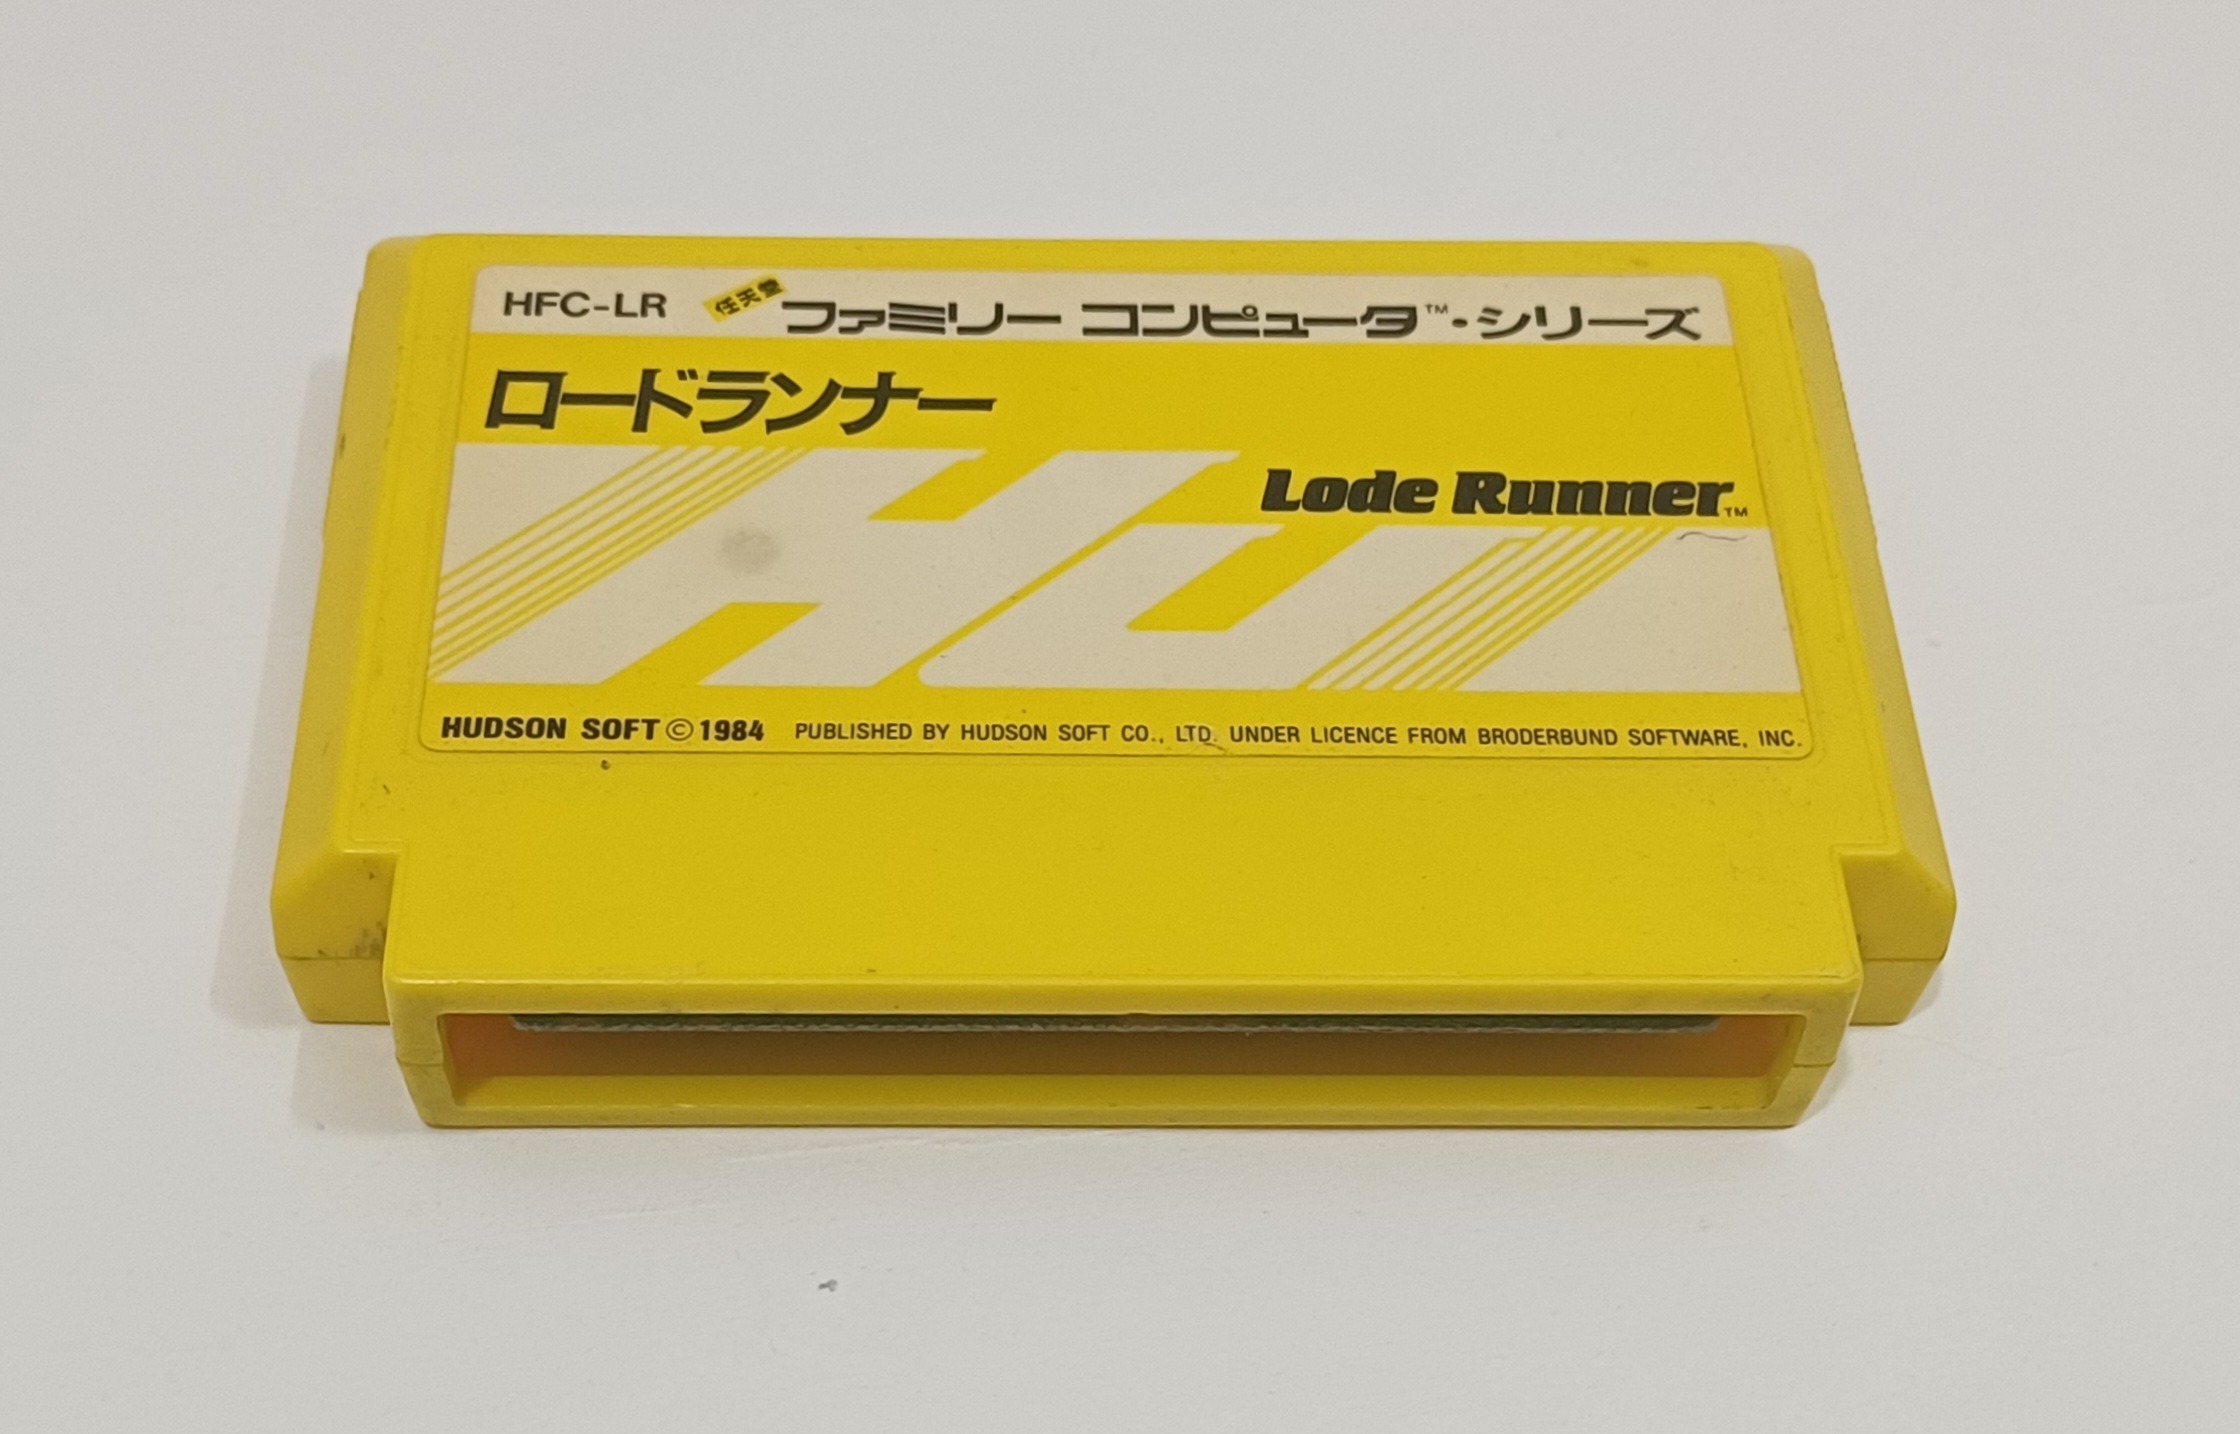 HFC-LR 任天堂 ファミリー コンピュータ™・シリーズ
ロードランナー
Lode Runner™
HU
HUDSON SOFT © 1984 PUBLISHED BY HUDSON SOFT CO., LTD. UNDER LICENCE FROM BRODERBUND SOFTWARE, INC.